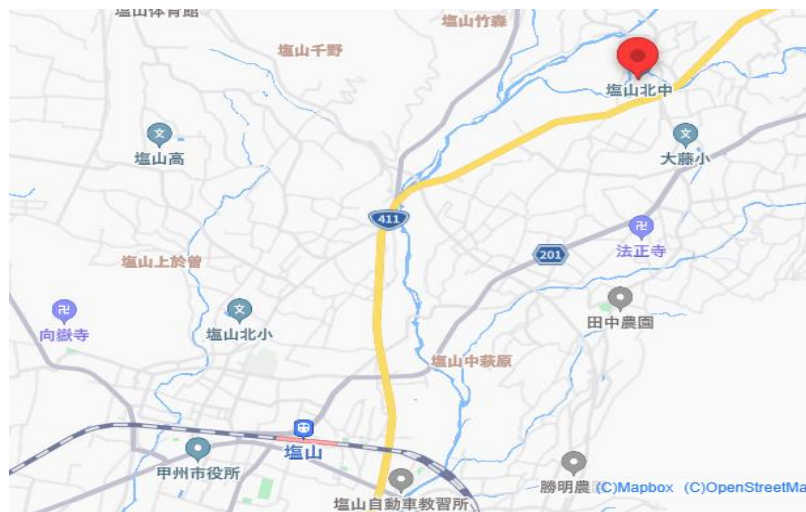 塩山体育館
塩山竹森
塩山千野
塩山北中
塩山高
大藤小
411
法正寺
201
塩山上於曽
田中農園
向嶽寺
塩山北小
塩山中萩原
塩山
甲州市役所
勝明農園
塩山自動車教習所
(C)Mapbox (C)OpenStreetMa